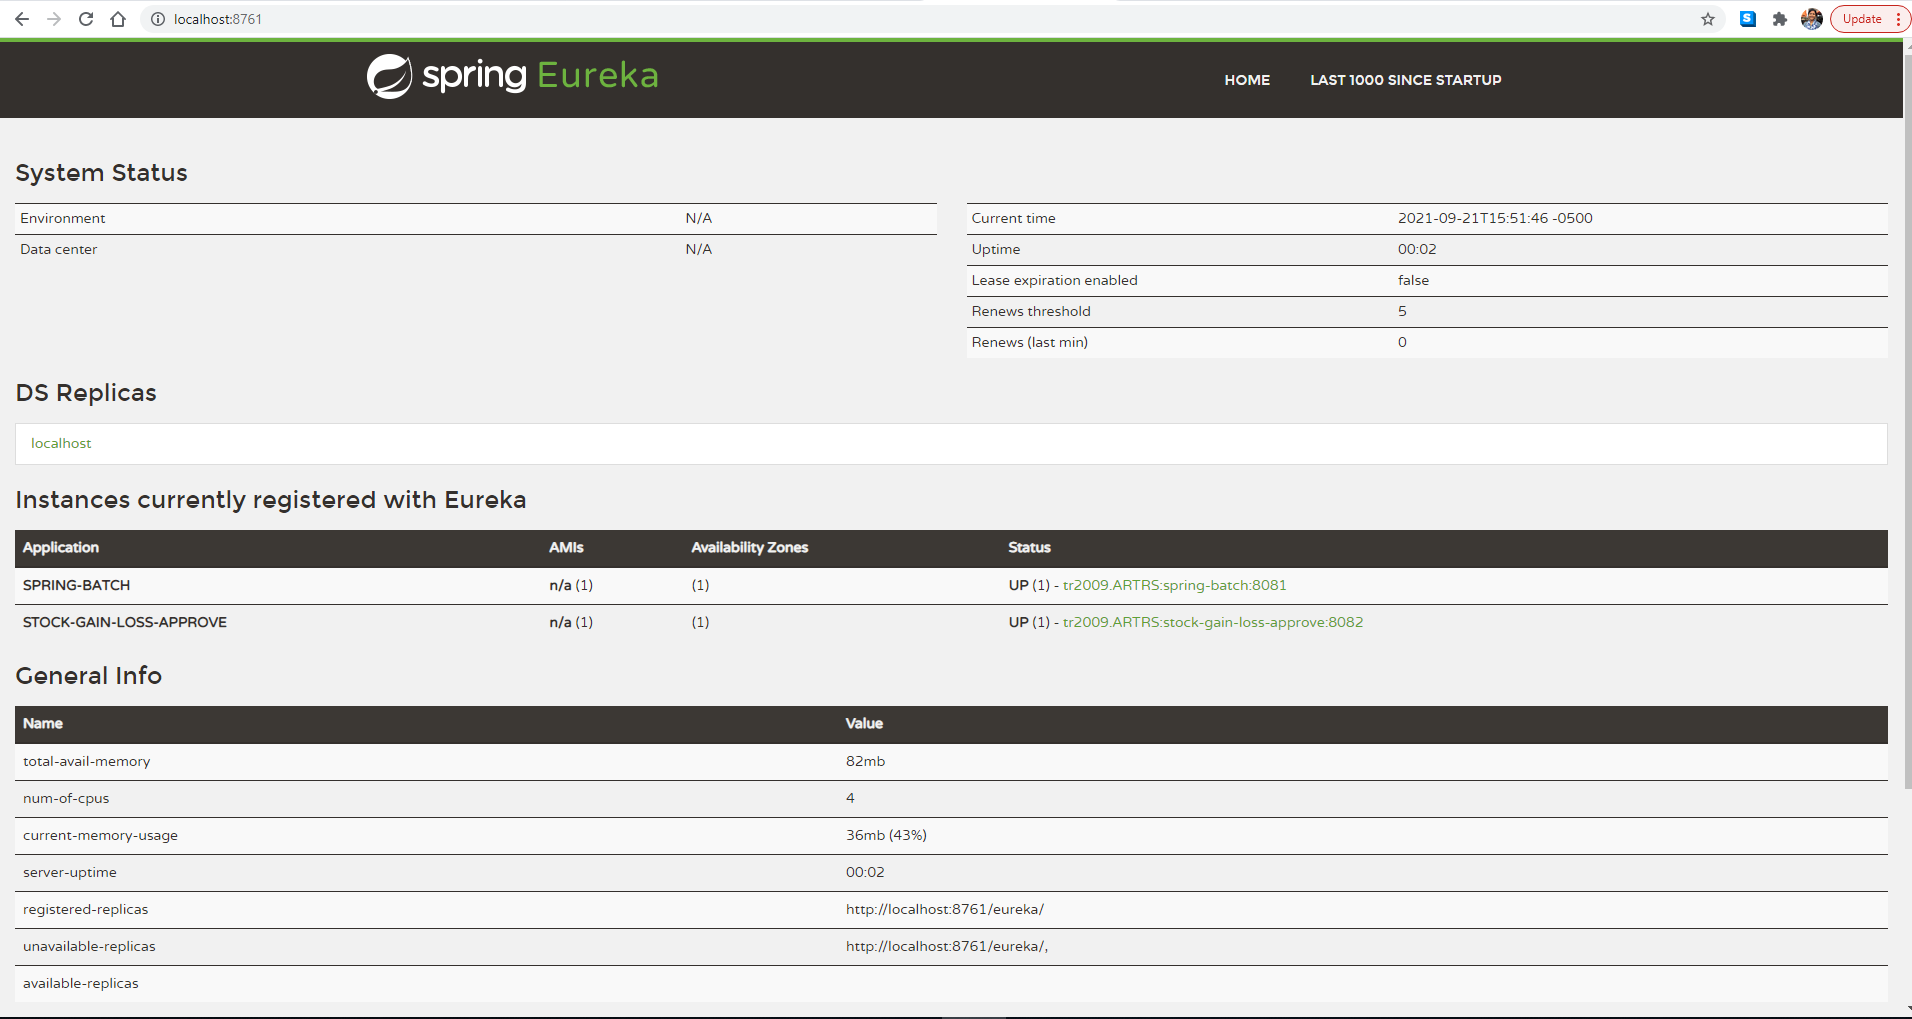 localhost:8761
Update
spring Eureka
HOME LAST 1000 SINCE STARTUP
System Status
Environment N/A
Data center N/A
Current time 2021-09-21T15:51:46 -0500
Uptime 00:02
Lease expiration enabled false
Renews threshold 5
Renews (last min) 0
DS Replicas
localhost
Instances currently registered with Eureka
Application AMIs Availability Zones Status
SPRING-BATCH n/a (1) (1) UP (1) - tr2009.ARTRS:spring-batch:8081
STOCK-GAIN-LOSS-APPROVE n/a (1) (1) UP (1) - tr2009.ARTRS:stock-gain-loss-approve:8082
General Info
Name Value
total-avail-memory 82mb
num-of-cpus 4
current-memory-usage 36mb (43%)
server-uptime 00:02
registered-replicas http://localhost:8761/eureka/
unavailable-replicas http://localhost:8761/eureka/,
available-replicas